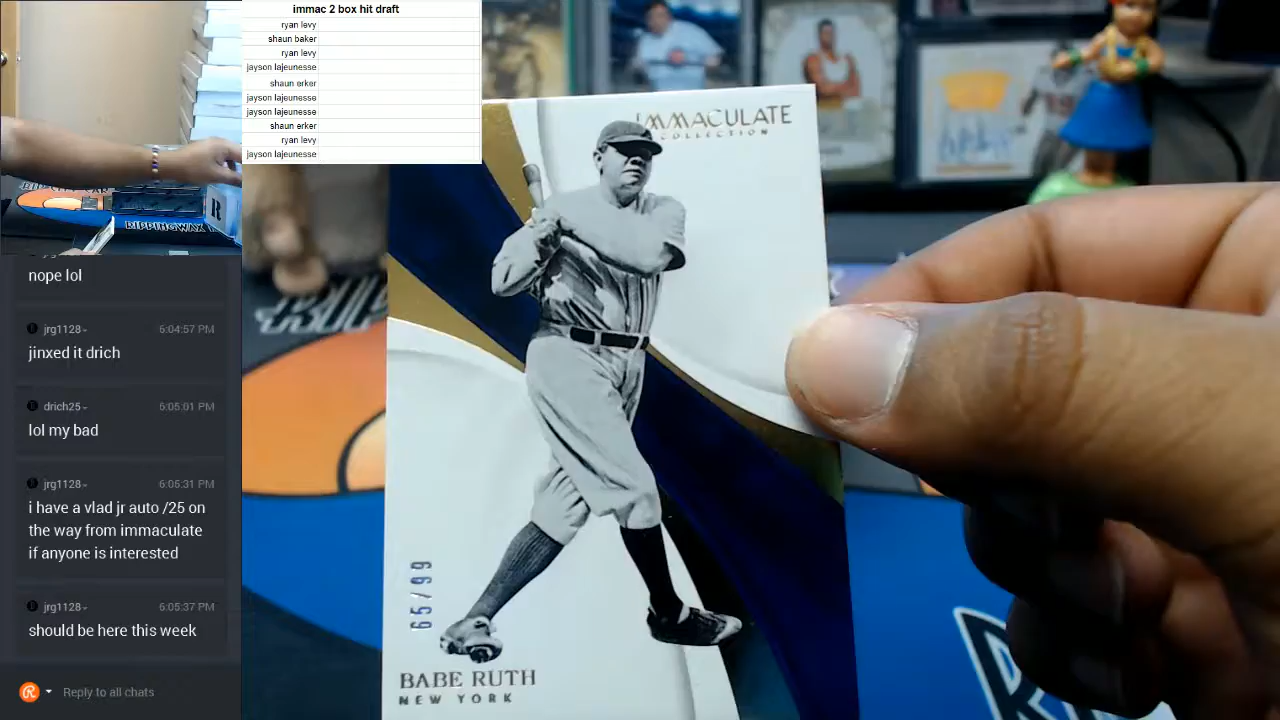 immac 2 box hit draft
ryan levy
shaun baker
ryan levy
jayson lajeunesse
shaun erker
jayson lajeunesse
jayson lajeunesse
shaun erker
ryan levy
jayson lajeunesse
RIPPINGWAX
R
nope lol
jrg1128 6:04:57 PM
jinxed it drich
drich25 6:05:01 PM
lol my bad
jrg1128 6:05:31 PM
i have a vlad jr auto /25 on
the way from immaculate
if anyone is interested
jrg1128 6:05:37 PM
should be here this week
Reply to all chats
IMMACULATE
COLLECTION
65/99
BABE RUTH
NEW YORK